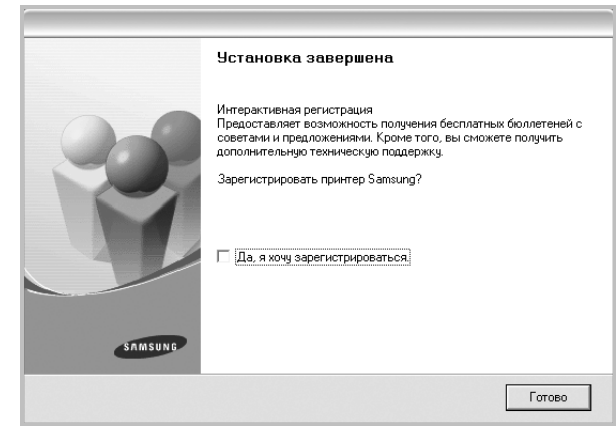 Установка завершена
Интерактивная регистрация
Предоставляет возможность получения бесплатных бюллетеней с
советами и предложениями. Кроме того, вы сможете получить
дополнительную техническую поддержку.
Зарегистрировать принтер Samsung?
Да, я хочу зарегистрироваться.
SAMSUNG
Готово